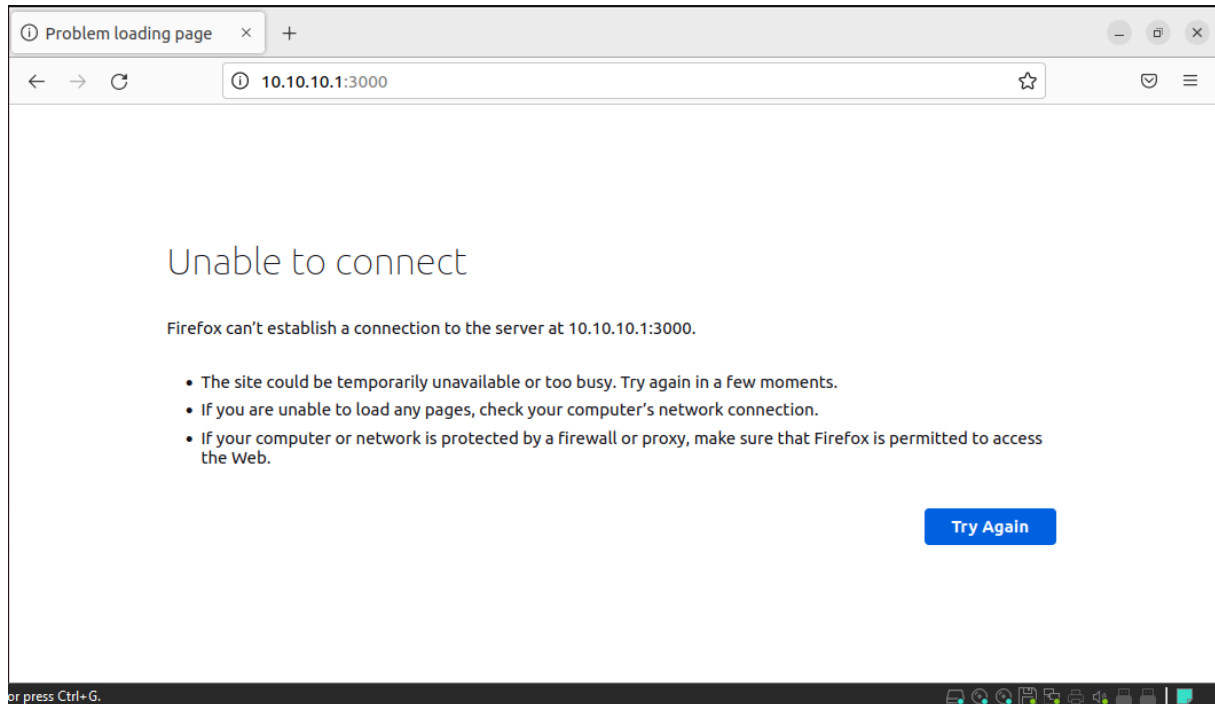 Problem loading page
10.10.10.1:3000
Unable to connect
Firefox can’t establish a connection to the server at 10.10.10.1:3000.
• The site could be temporarily unavailable or too busy. Try again in a few moments.
• If you are unable to load any pages, check your computer’s network connection.
• If your computer or network is protected by a firewall or proxy, make sure that Firefox is permitted to access
the Web.
Try Again
or press Ctrl+G.